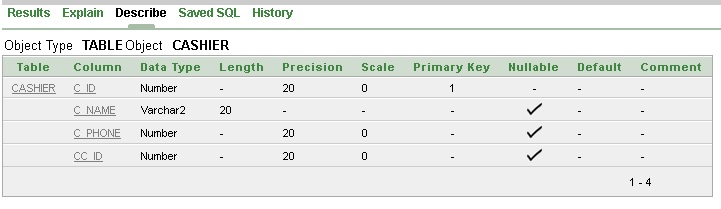 Results Explain Describe Saved SQL History
Object Type TABLE Object CASHIER
Table Column Data Type Length Precision Scale Primary Key Nullable Default Comment
CASHIER C_ID Number - 20 0 1 - - -
C_NAME Varchar2 20 - - - ✓ - -
C_PHONE Number - 20 0 - ✓ - -
CC_ID Number - 20 0 - ✓ - -
1 - 4